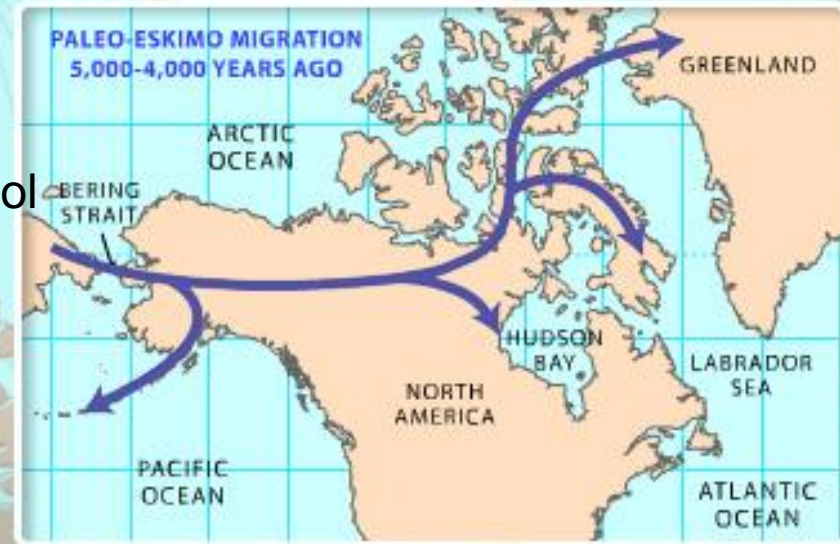 PALEO-ESKIMO MIGRATION
5,000-4,000 YEARS AGO
GREENLAND
ARCTIC
OCEAN
ol
BERING
STRAIT
HUDSON
BAY
LABRADOR
SEA
NORTH
AMERICA
PACIFIC
OCEAN
ATLANTIC
OCEAN